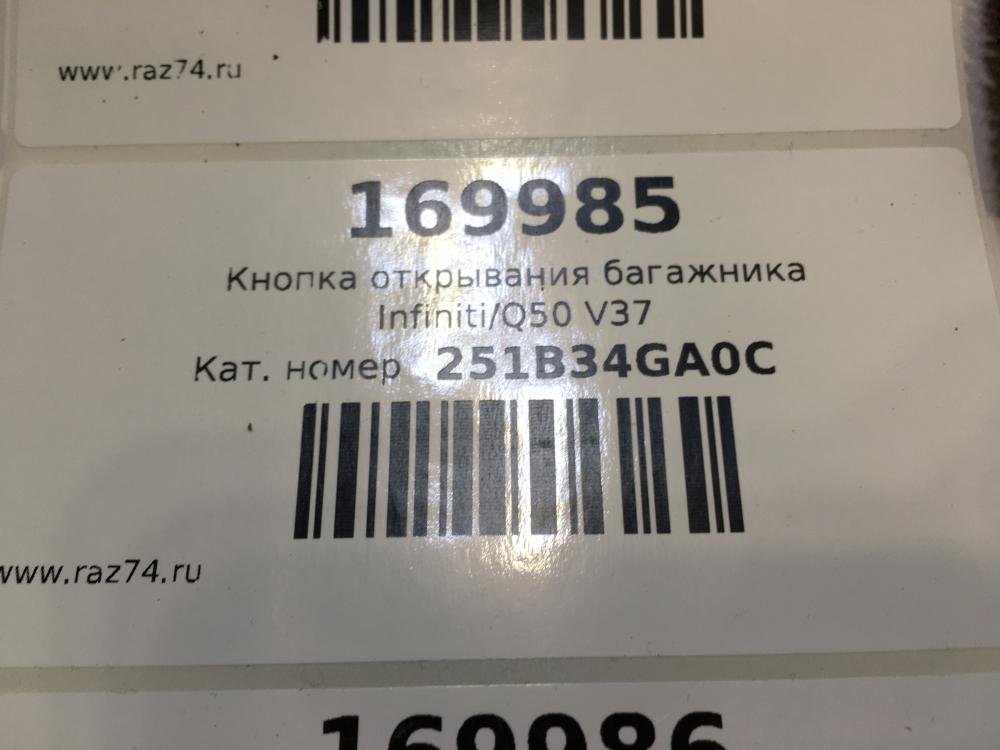 www.raz74.ru
169985
Кнопка открывания багажника
Infiniti/Q50 V37
Кат. номер 251B34GA0C
www.raz74.ru
169986